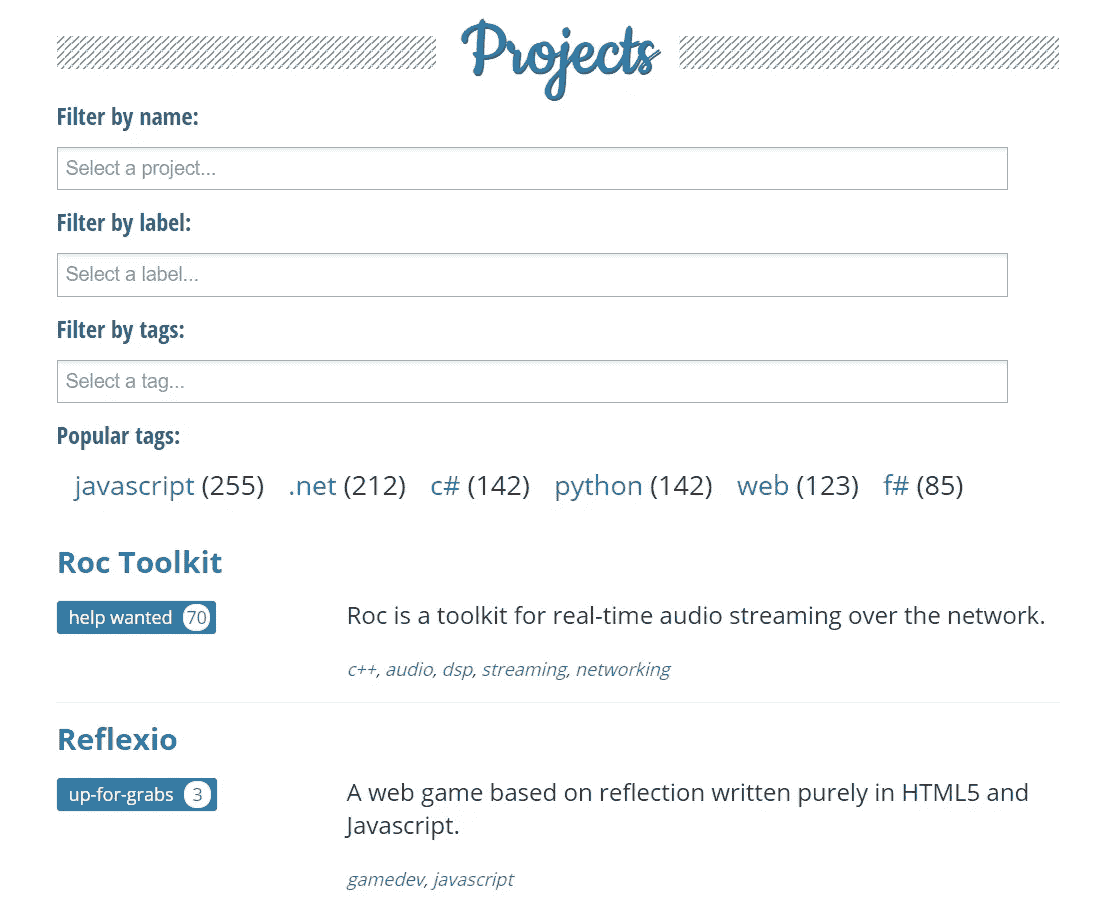 Projects
Filter by name:
Select a project...
Filter by label:
Select a label...
Filter by tags:
Select a tag...
Popular tags:
javascript (255) .net (212) c# (142) python (142) web (123) f# (85)
Roc Toolkit
help wanted 70
Roc is a toolkit for real-time audio streaming over the network.
c++, audio, dsp, streaming, networking
Reflexio
up-for-grabs 3
A web game based on reflection written purely in HTML5 and
Javascript.
gamedev, javascript